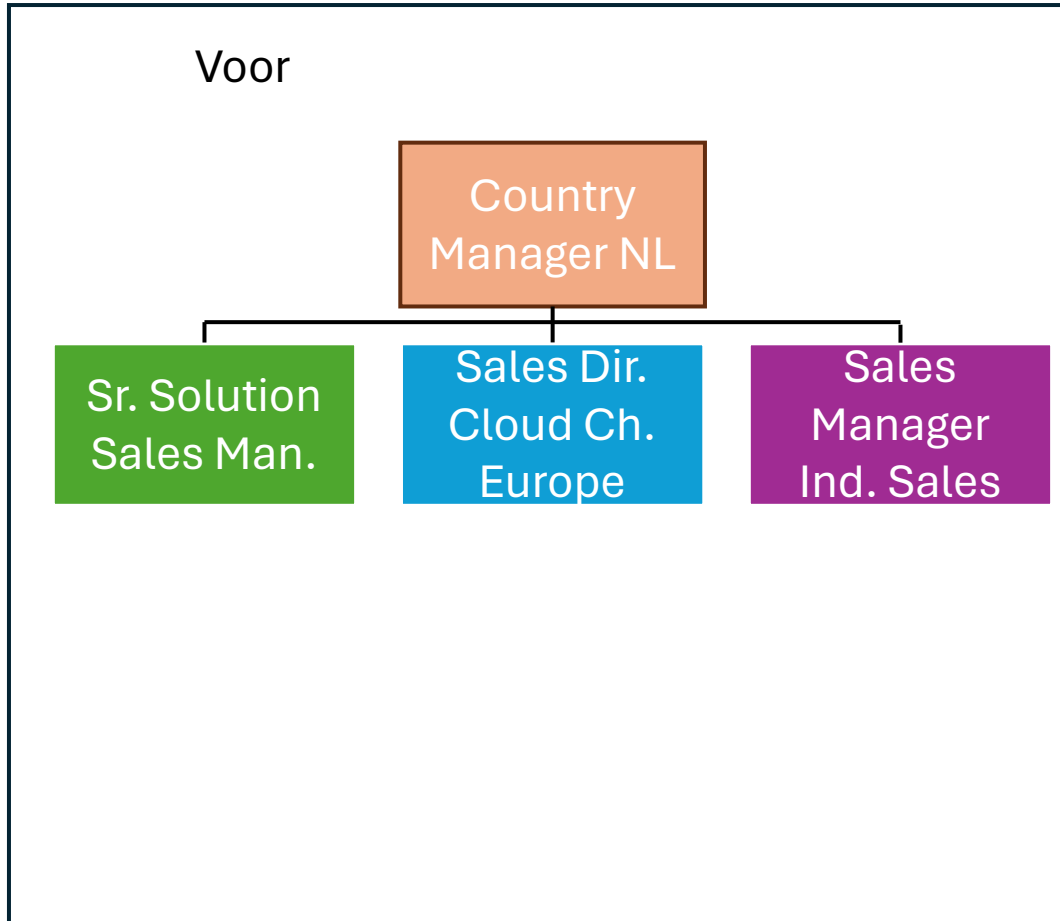 Voor
Country
Manager NL
Sr. Solution
Sales Man.
Sales Dir.
Cloud Ch.
Europe
Sales
Manager
Ind. Sales